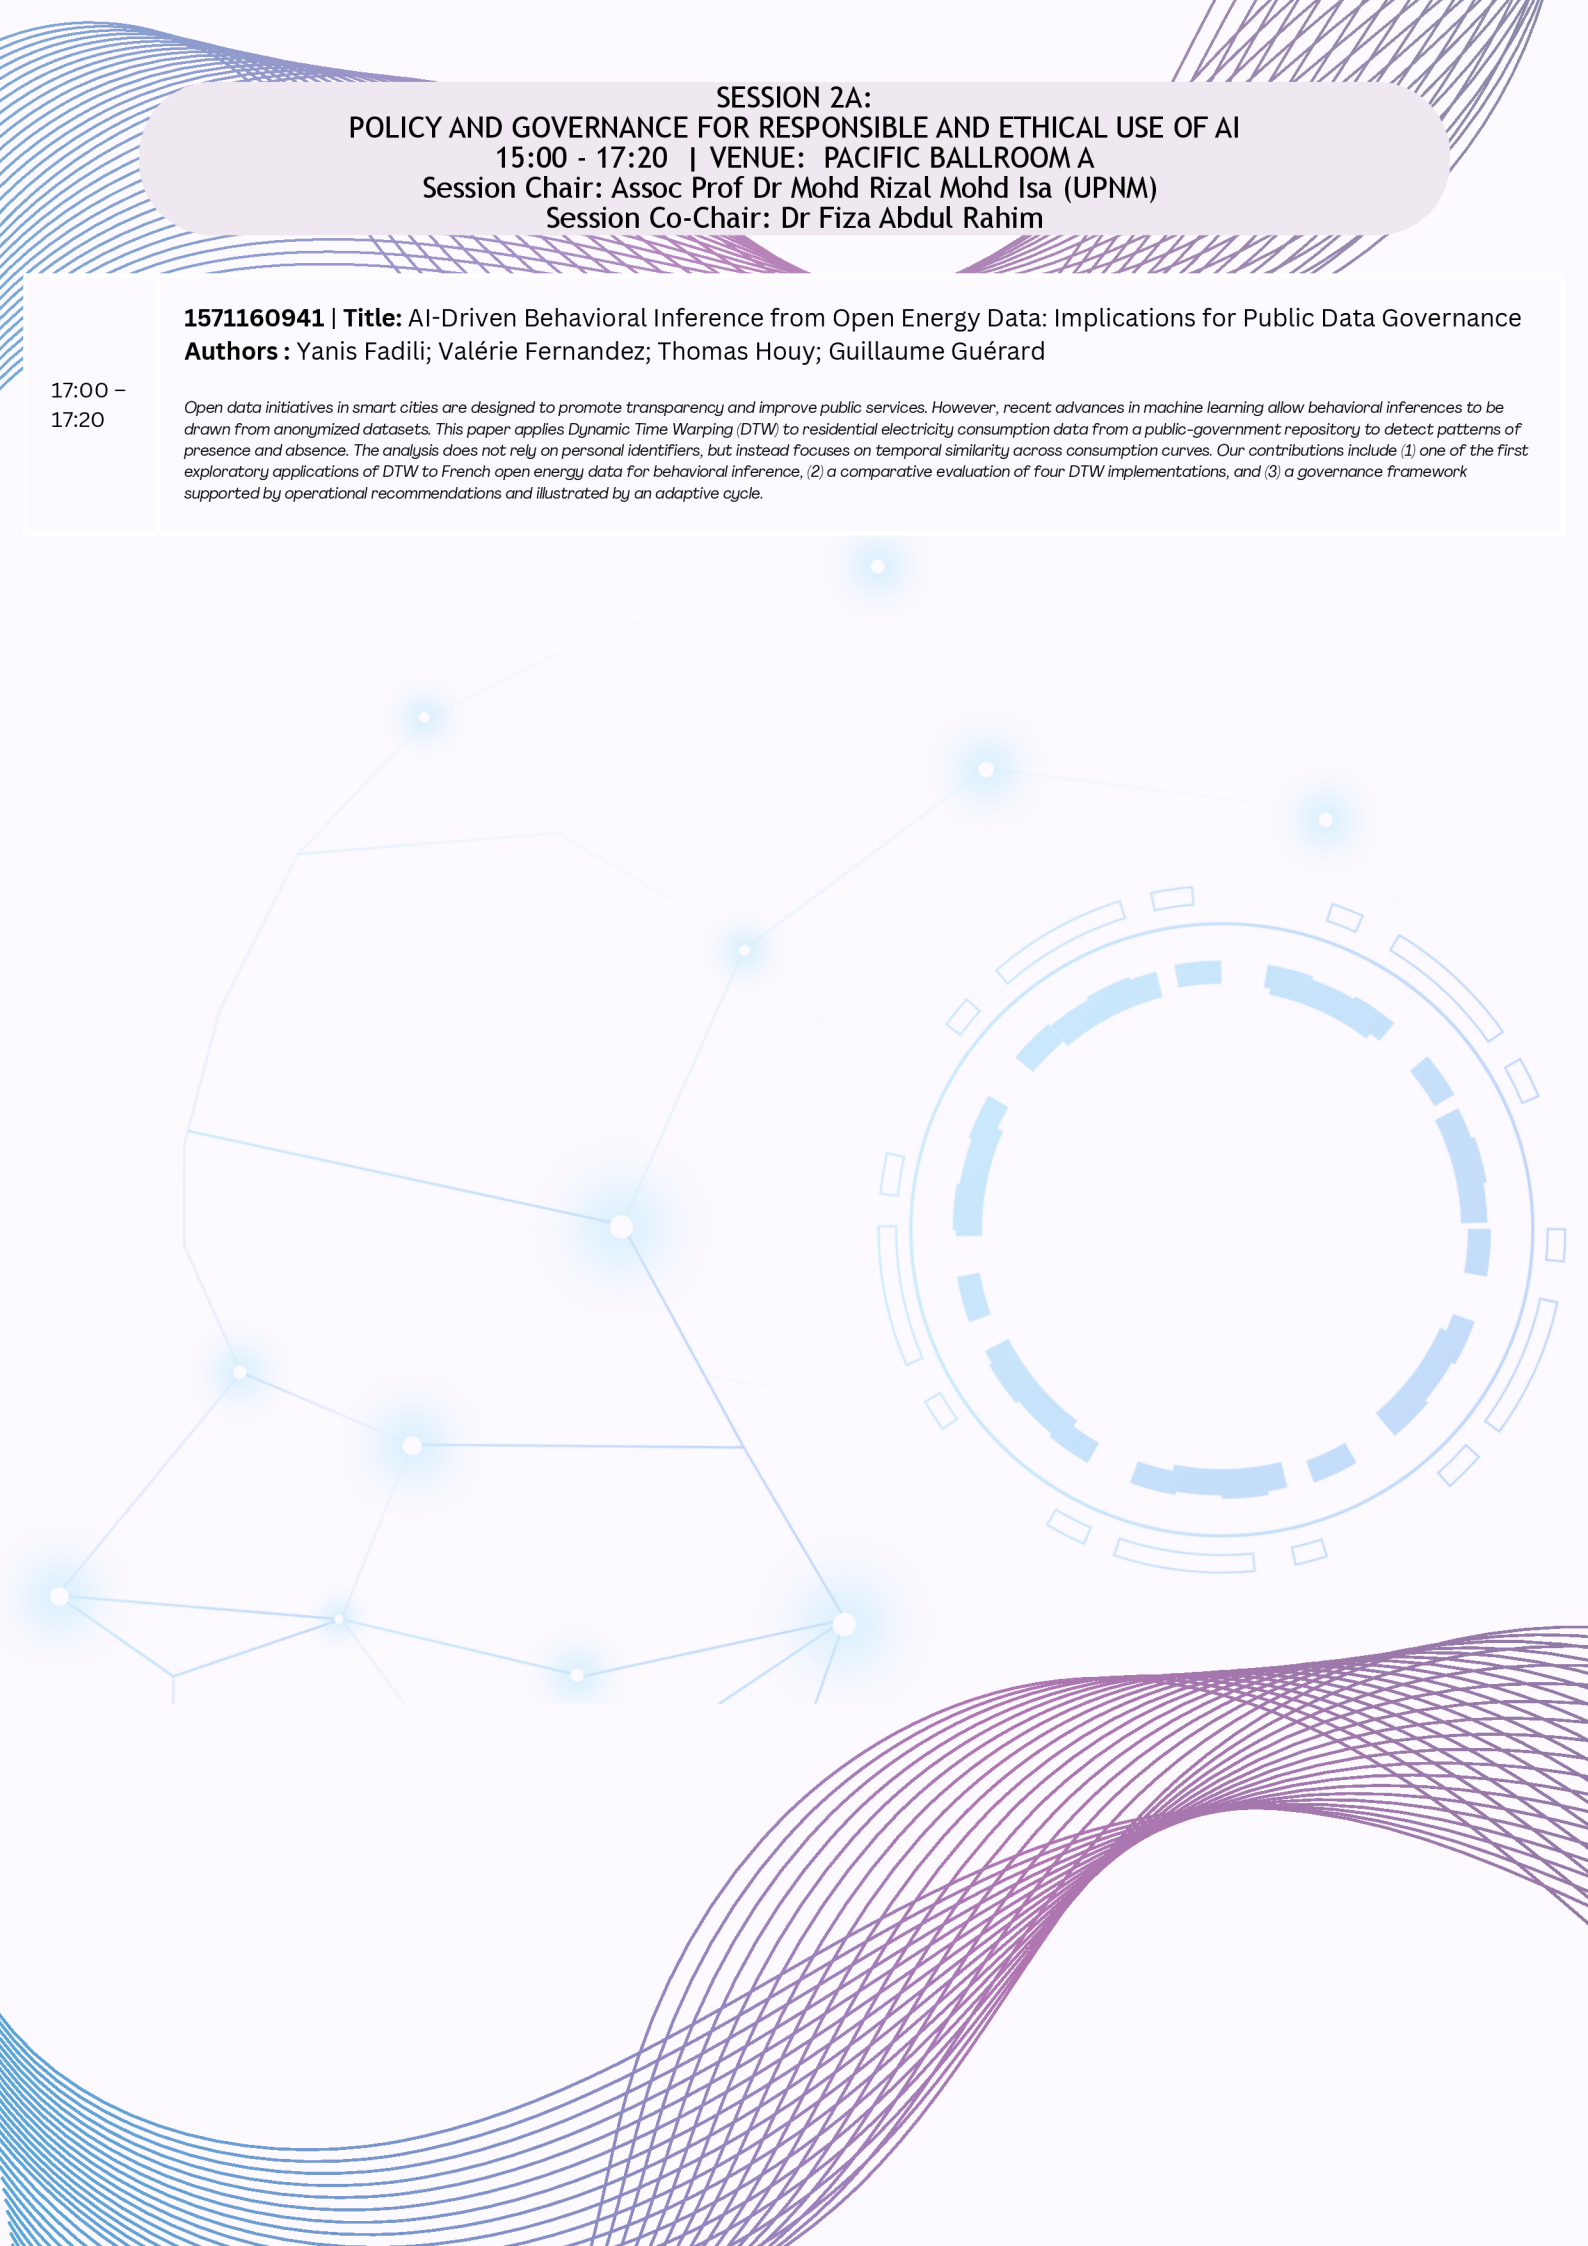 SESSION 2A:
POLICY AND GOVERNANCE FOR RESPONSIBLE AND ETHICAL USE OF AI
15:00 - 17:20 | VENUE: PACIFIC BALLROOM A
Session Chair: Assoc Prof Dr Mohd Rizal Mohd Isa (UPNM)
Session Co-Chair: Dr Fiza Abdul Rahim
17:00 –
17:20
1571160941 | Title: AI-Driven Behavioral Inference from Open Energy Data: Implications for Public Data Governance
Authors : Yanis Fadili; Valérie Fernandez; Thomas Houy; Guillaume Guérard
Open data initiatives in smart cities are designed to promote transparency and improve public services. However, recent advances in machine learning allow behavioral inferences to be
drawn from anonymized datasets. This paper applies Dynamic Time Warping (DTW) to residential electricity consumption data from a public-government repository to detect patterns of
presence and absence. The analysis does not rely on personal identifiers, but instead focuses on temporal similarity across consumption curves. Our contributions include (1) one of the first
exploratory applications of DTW to French open energy data for behavioral inference, (2) a comparative evaluation of four DTW implementations, and (3) a governance framework
supported by operational recommendations and illustrated by an adaptive cycle.